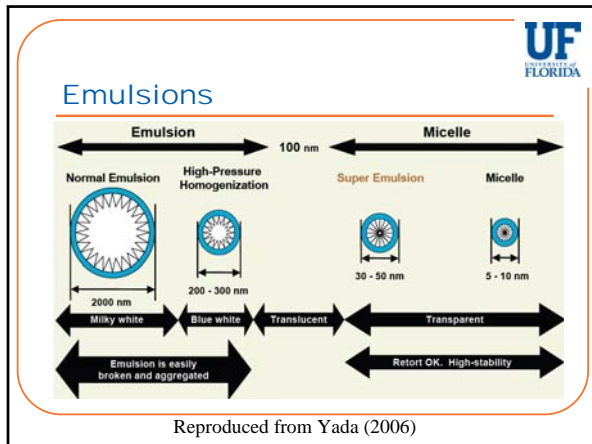 UF
UNIVERSITY of
FLORIDA
Emulsions
Emulsion
100 nm
Micelle
Normal Emulsion
High-Pressure
Homogenization
Super Emulsion
Micelle
2000 nm
200 - 300 nm
30 - 50 nm
5 - 10 nm
Milky white
Blue white
Translucent
Transparent
Emulsion is easily
broken and aggregated
Retort OK. High-stability
Reproduced from Yada (2006)